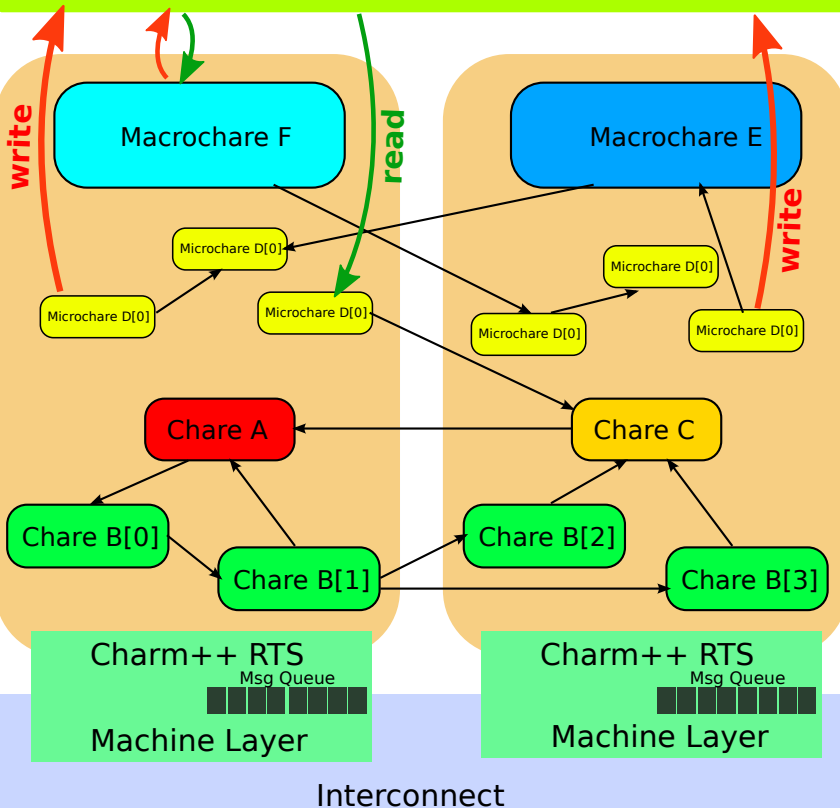 write
Macrochare F
read
Macrochare E
write
Microchare D[0]
Microchare D[0]
Microchare D[0]
Microchare D[0]
Microchare D[0]
Microchare D[0]
Chare A
Chare C
Chare B[0]
Chare B[1]
Chare B[2]
Chare B[3]
Charm++ RTS
Msg Queue
Machine Layer
Charm++ RTS
Msg Queue
Machine Layer
Interconnect